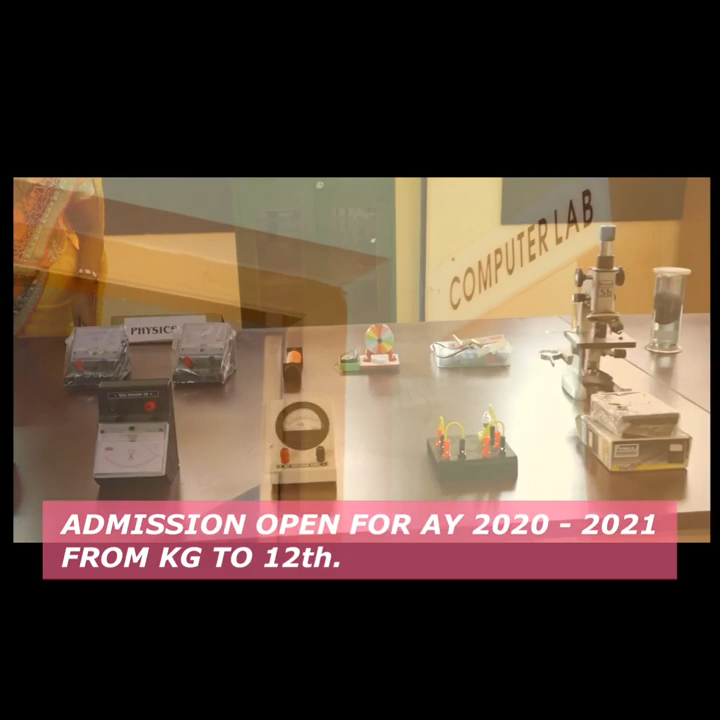 COMPUTER LAB
PHYSICS
ADMISSION OPEN FOR AY 2020 - 2021
FROM KG TO 12th.